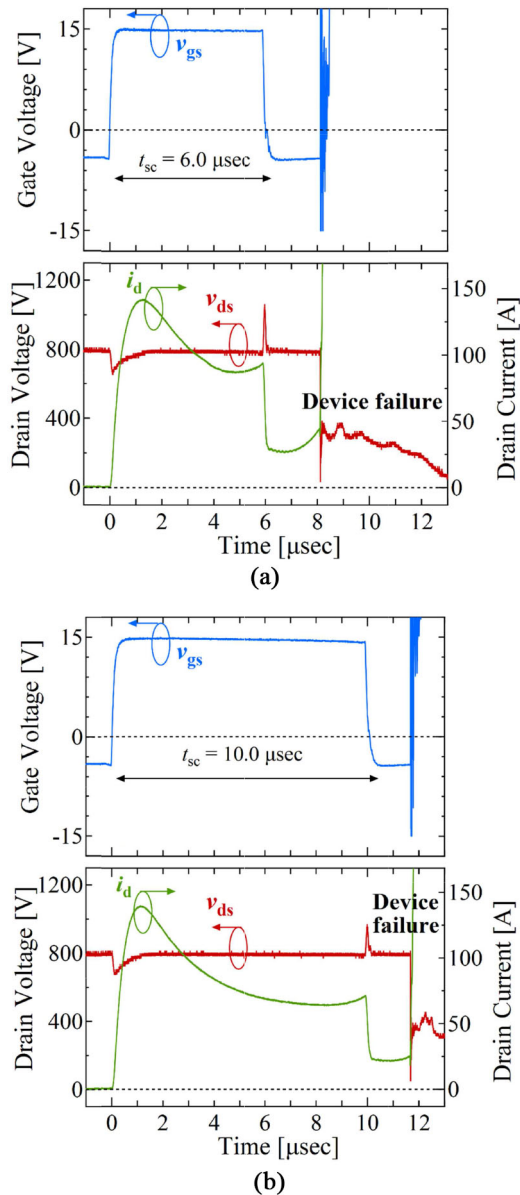 Gate Voltage [V]
15
0
-15
v_gs
t_sc = 6.0 μsec
Drain Voltage [V]
1200
800
400
0
i_d
v_ds
Device failure
150
100
50
0
Drain Current [A]
0 2 4 6 8 10 12
Time [μsec]
(a)
Gate Voltage [V]
15
0
-15
v_gs
t_sc = 10.0 μsec
Drain Voltage [V]
1200
800
400
0
i_d
v_ds
Device
failure
150
100
50
0
Drain Current [A]
0 2 4 6 8 10 12
Time [μsec]
(b)